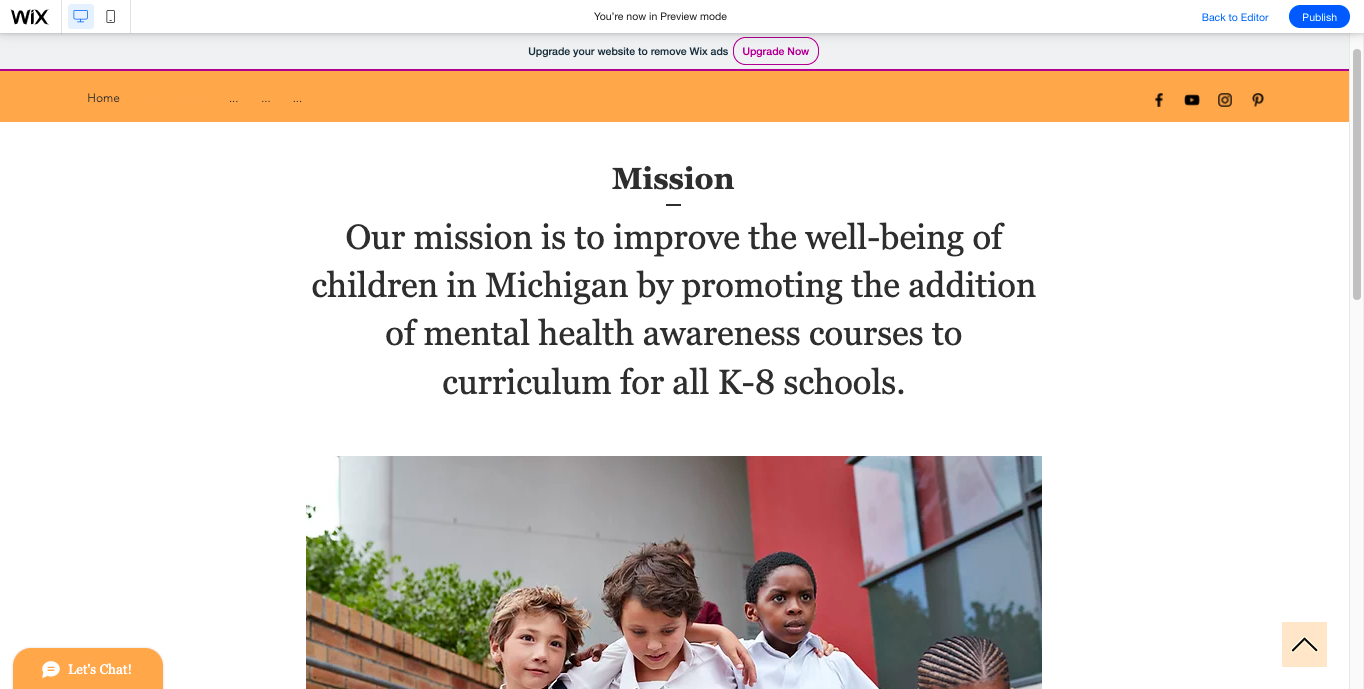 WiX
You're now in Preview mode
Back to Editor
Publish
Upgrade your website to remove Wix ads
Upgrade Now
Home
...
...
...
Mission
Our mission is to improve the well-being of
children in Michigan by promoting the addition
of mental health awareness courses to
curriculum for all K-8 schools.
Let's Chat!